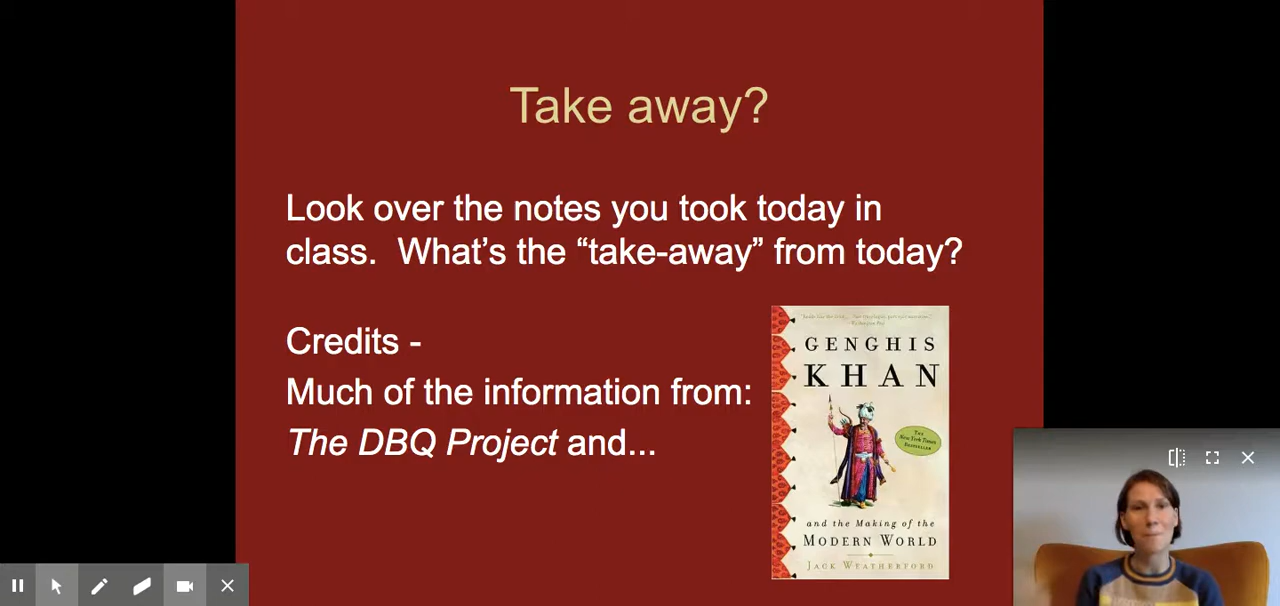 Take away?
Look over the notes you took today in
class.  What's the “take-away” from today?
Credits -
Much of the information from:
The DBQ Project and...
GENGHIS
KHAN
THE
New York Times
BESTSELLER
and the Making of the
MODERN WORLD
JACK WEATHERFORD